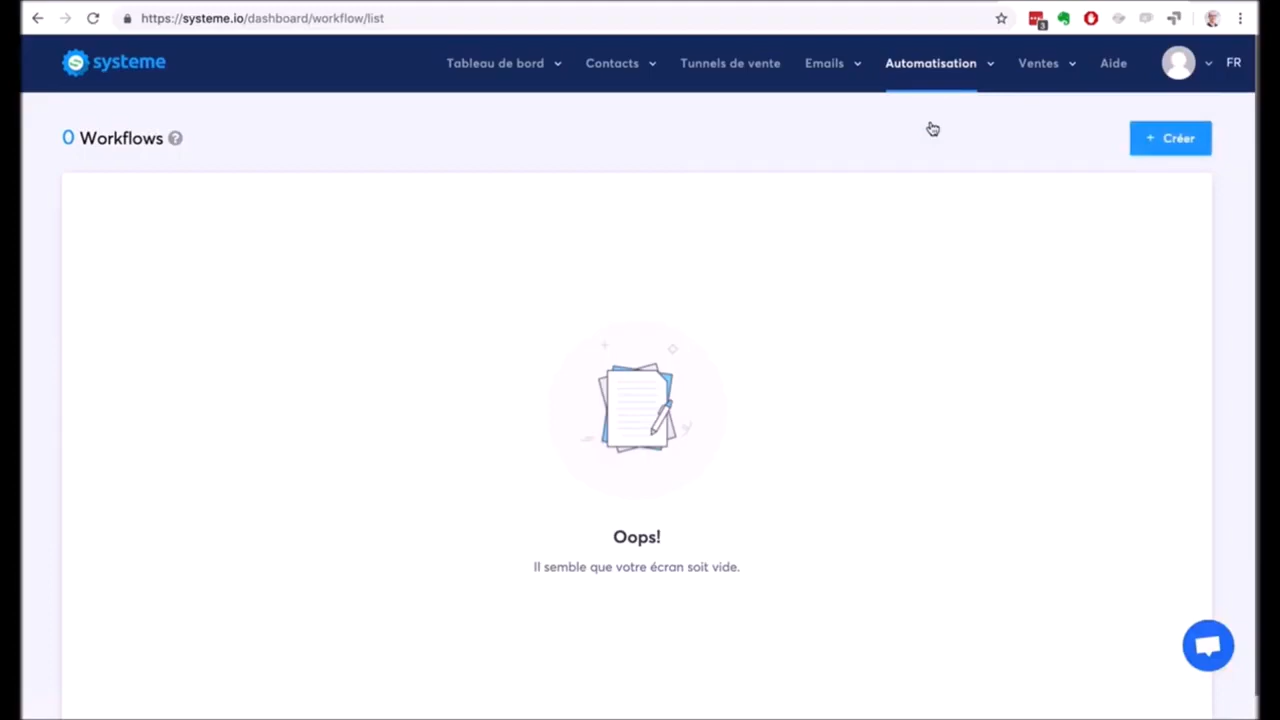 https://systeme.io/dashboard/workflow/list
3
systeme
Tableau de bord
Contacts
Tunnels de vente
Emails
Automatisation
Ventes
Aide
FR
0 Workflows ?
+ Créer
Oops!
Il semble que votre écran soit vide.